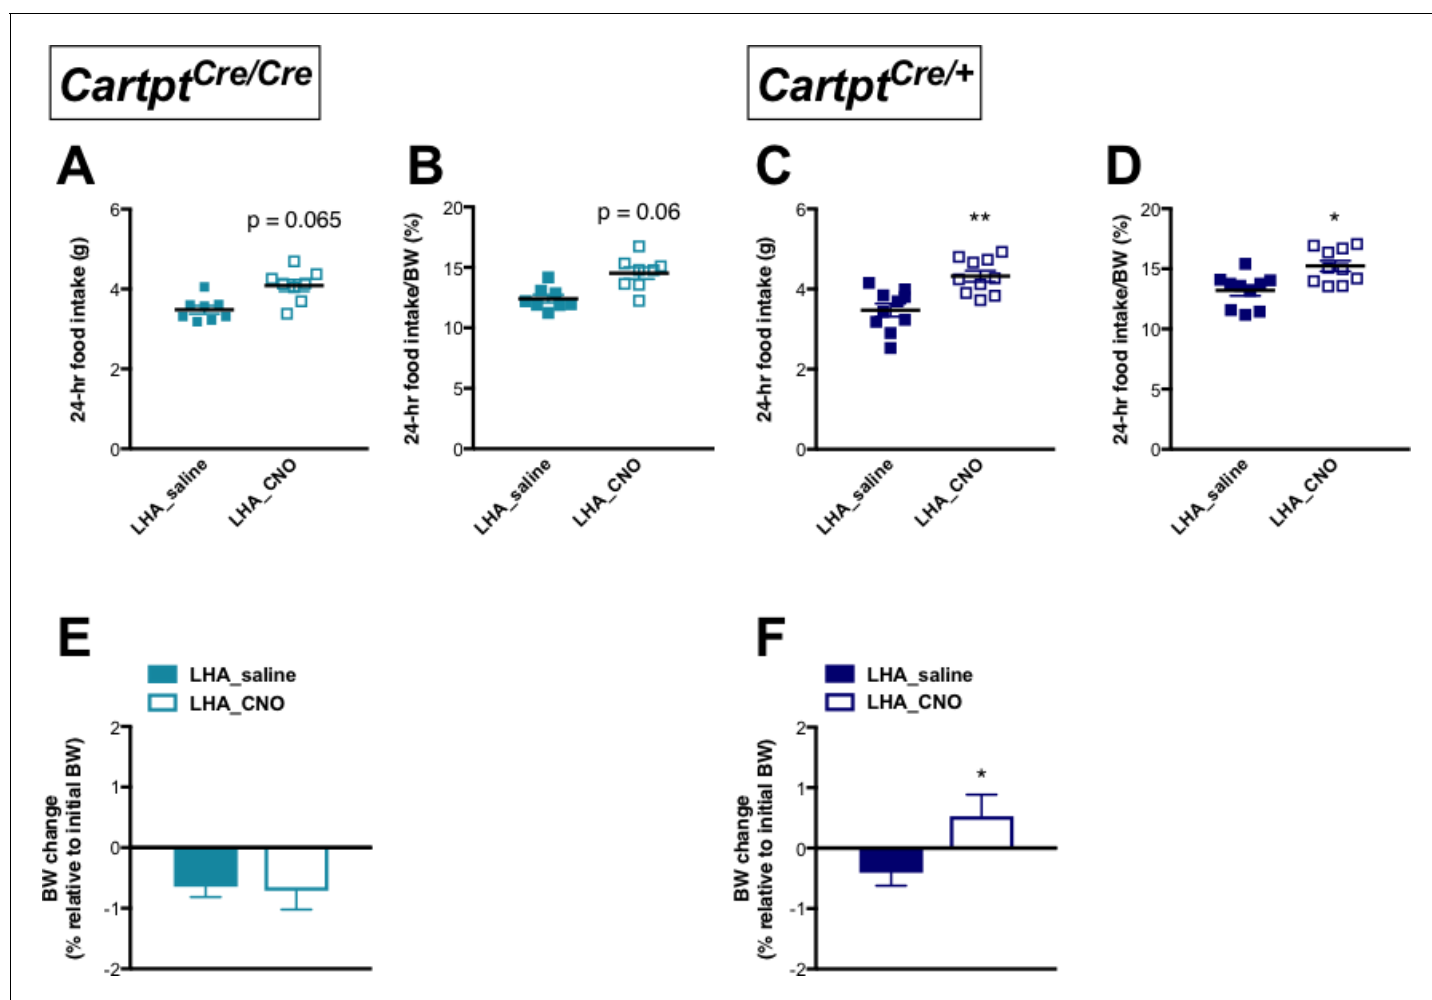 Cartpt^Cre/Cre
Cartpt^Cre/+
A
B
C
D
6
4
2
0
24-hr food intake (g)
p = 0.065
LHA_saline
LHA_CNO
20
15
10
5
0
24-hr food intake/BW (%)
p = 0.06
LHA_saline
LHA_CNO
6
4
2
0
24-hr food intake (g)
**
LHA_saline
LHA_CNO
20
15
10
5
0
24-hr food intake/BW (%)
*
LHA_saline
LHA_CNO
E
LHA_saline
LHA_CNO
2
1
0
-1
-2
BW change
(% relative to initial BW)
F
LHA_saline
LHA_CNO
2
1
0
-1
-2
BW change
(% relative to initial BW)
*